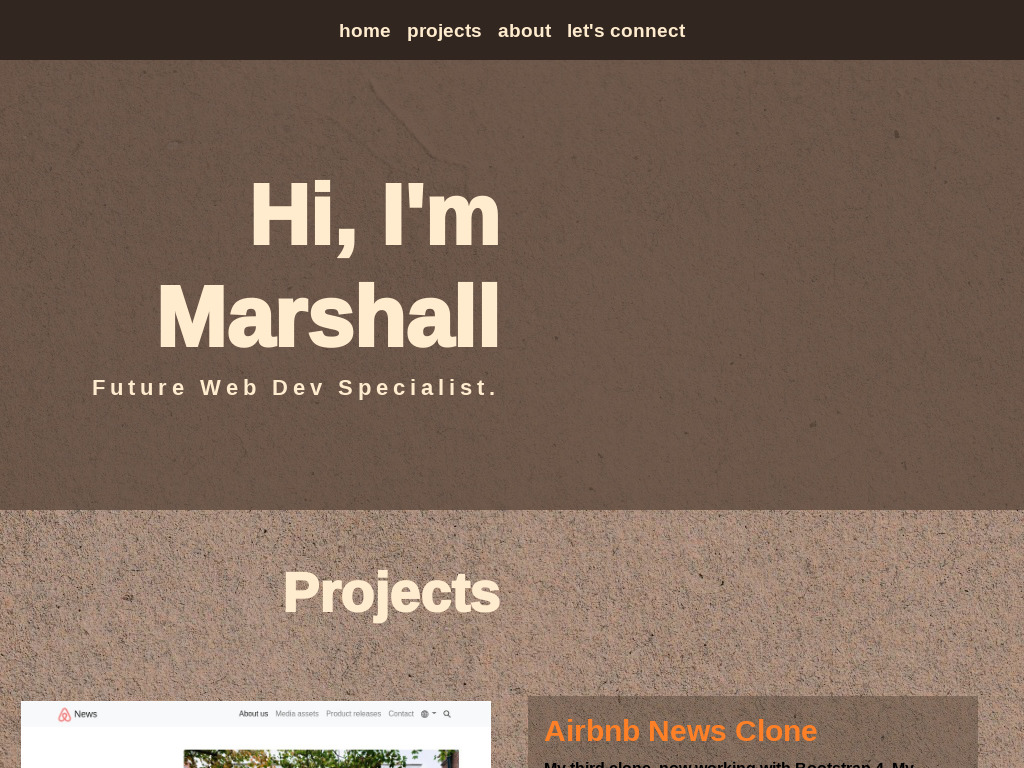 home projects about let's connect
Hi, I'm
Marshall
Future Web Dev Specialist.
Projects
News About us Media assets Product releases Contact
Airbnb News Clone
My third clone, now working with Bootstrap 4. My